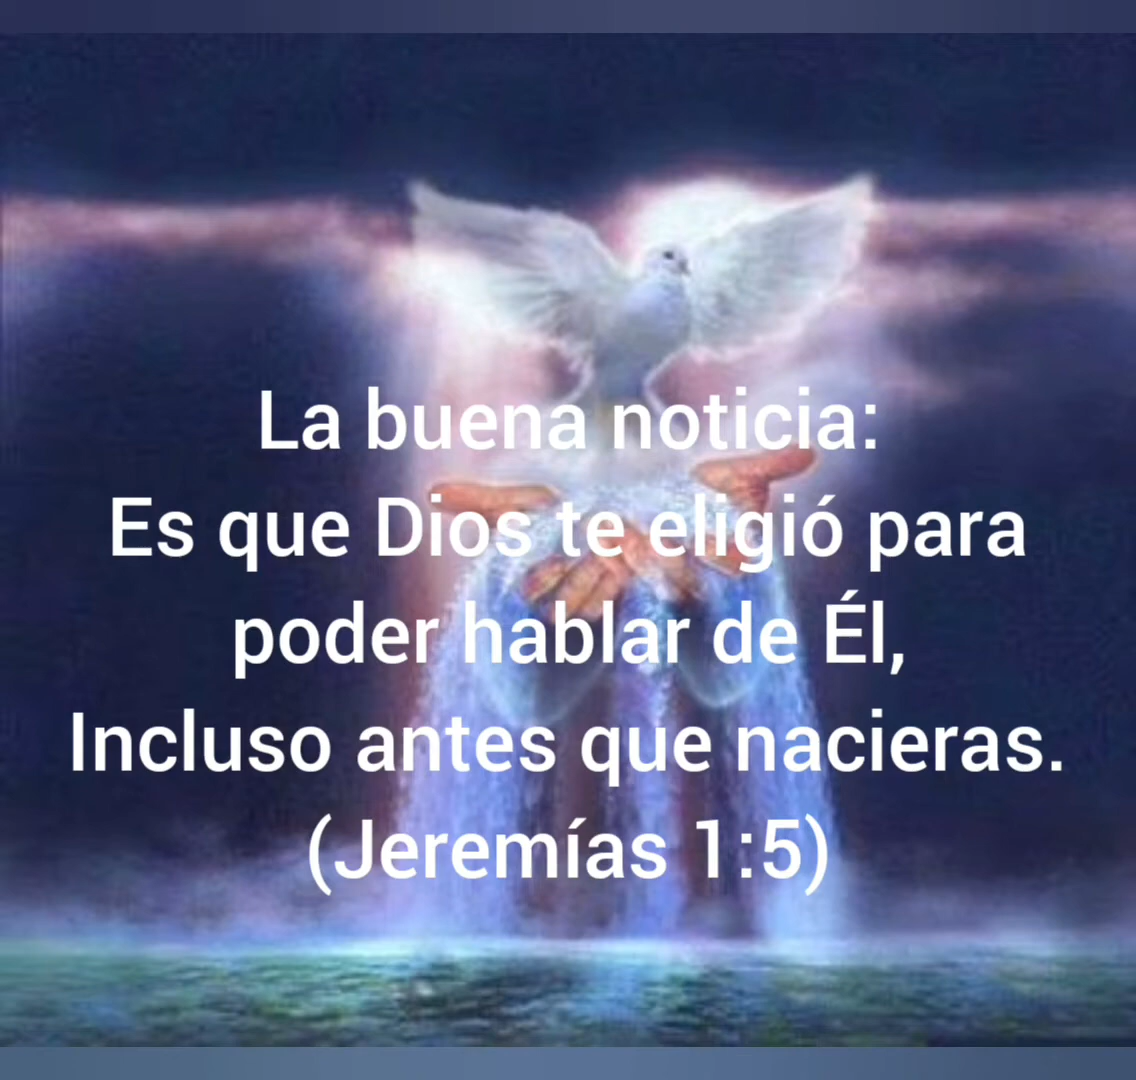 La buena noticia:
Es que Dios te eligió para
poder hablar de Él,
Incluso antes que nacieras.
(Jeremías 1:5)